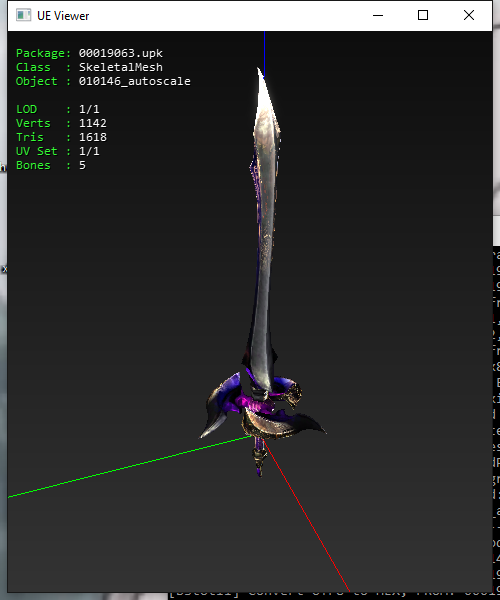 UE Viewer
Package: 00019063.upk
Class : SkeletalMesh
Object : 010146_autoscale
LOD : 1/1
Verts : 1142
Tris : 1618
UV Set : 1/1
Bones : 5